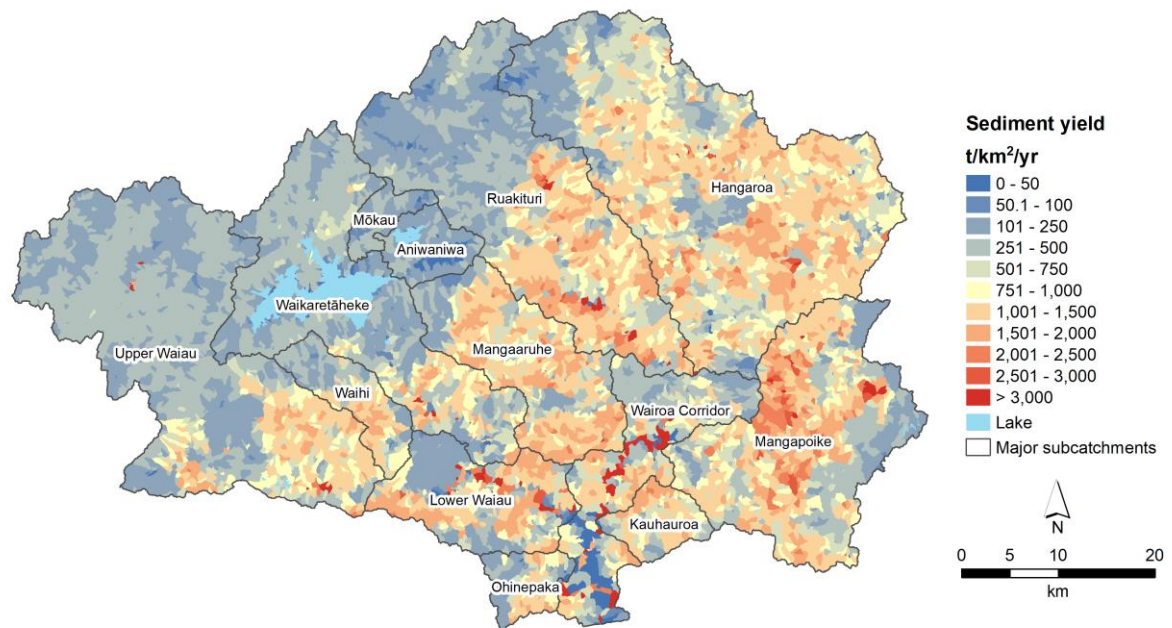 Ruakituri
Hangaroa
Mōkau
Aniwaniwa
Waikaretāheke
Upper Waiau
Mangaaruhe
Waihi
Wairoa Corridor
Mangapoike
Lower Waiau
Kauhauroa
Ohinepaka
Sediment yield
t/km²/yr
0 - 50
50.1 - 100
101 - 250
251 - 500
501 - 750
751 - 1,000
1,001 - 1,500
1,501 - 2,000
2,001 - 2,500
2,501 - 3,000
> 3,000
Lake
Major subcatchments
N
0 5 10 20
km